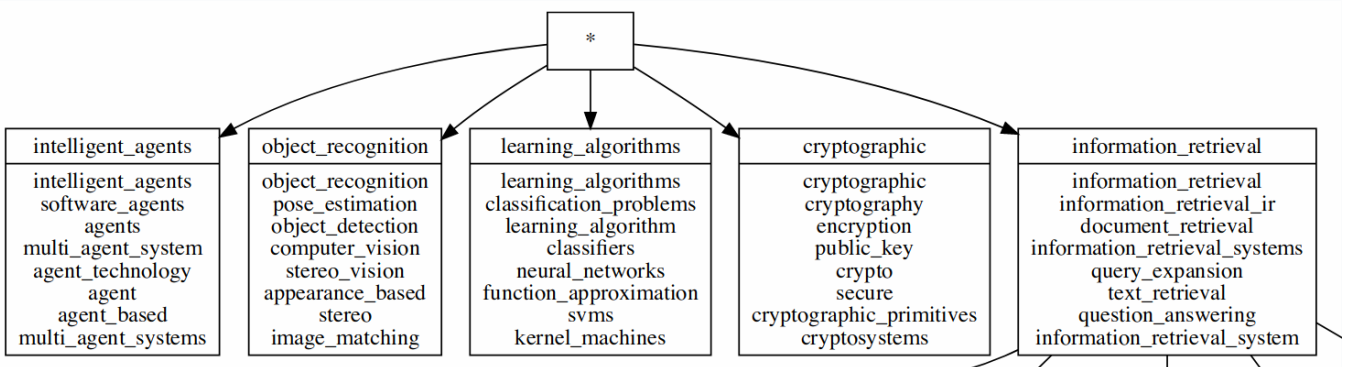 *
intelligent_agents
intelligent_agents
software_agents
agents
multi_agent_system
agent_technology
agent
agent_based
multi_agent_systems
object_recognition
object_recognition
pose_estimation
object_detection
computer_vision
stereo_vision
appearance_based
stereo
image_matching
learning_algorithms
learning_algorithms
classification_problems
learning_algorithm
classifiers
neural_networks
function_approximation
svms
kernel_machines
cryptographic
cryptographic
cryptography
encryption
public_key
crypto
secure
cryptographic_primitives
cryptosystems
information_retrieval
information_retrieval
information_retrieval_ir
document_retrieval
information_retrieval_systems
query_expansion
text_retrieval
question_answering
information_retrieval_system